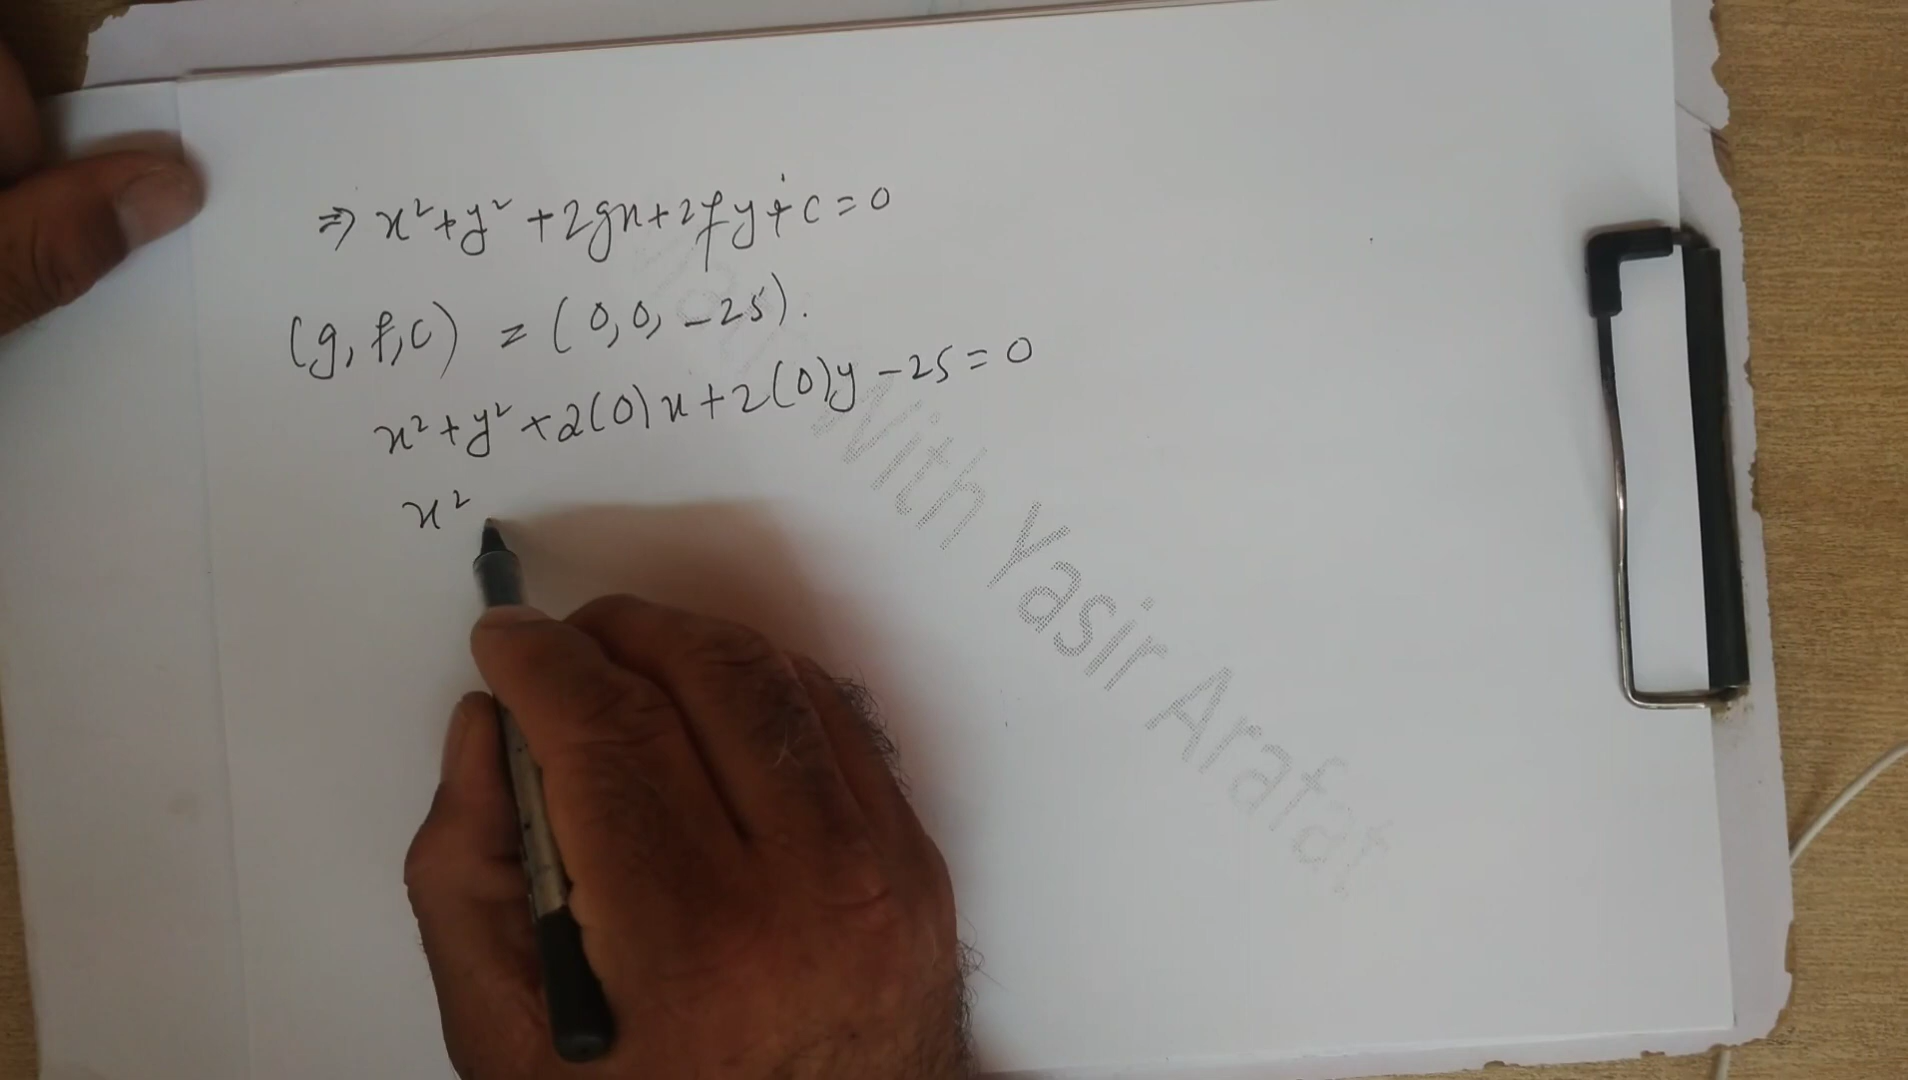 ⇒ x² + y² + 2gx + 2fy + c = 0
(g, f, c) = (0, 0, -25).
x² + y² + 2(0)x + 2(0)y - 25 = 0
x²
With Yasir Arafat